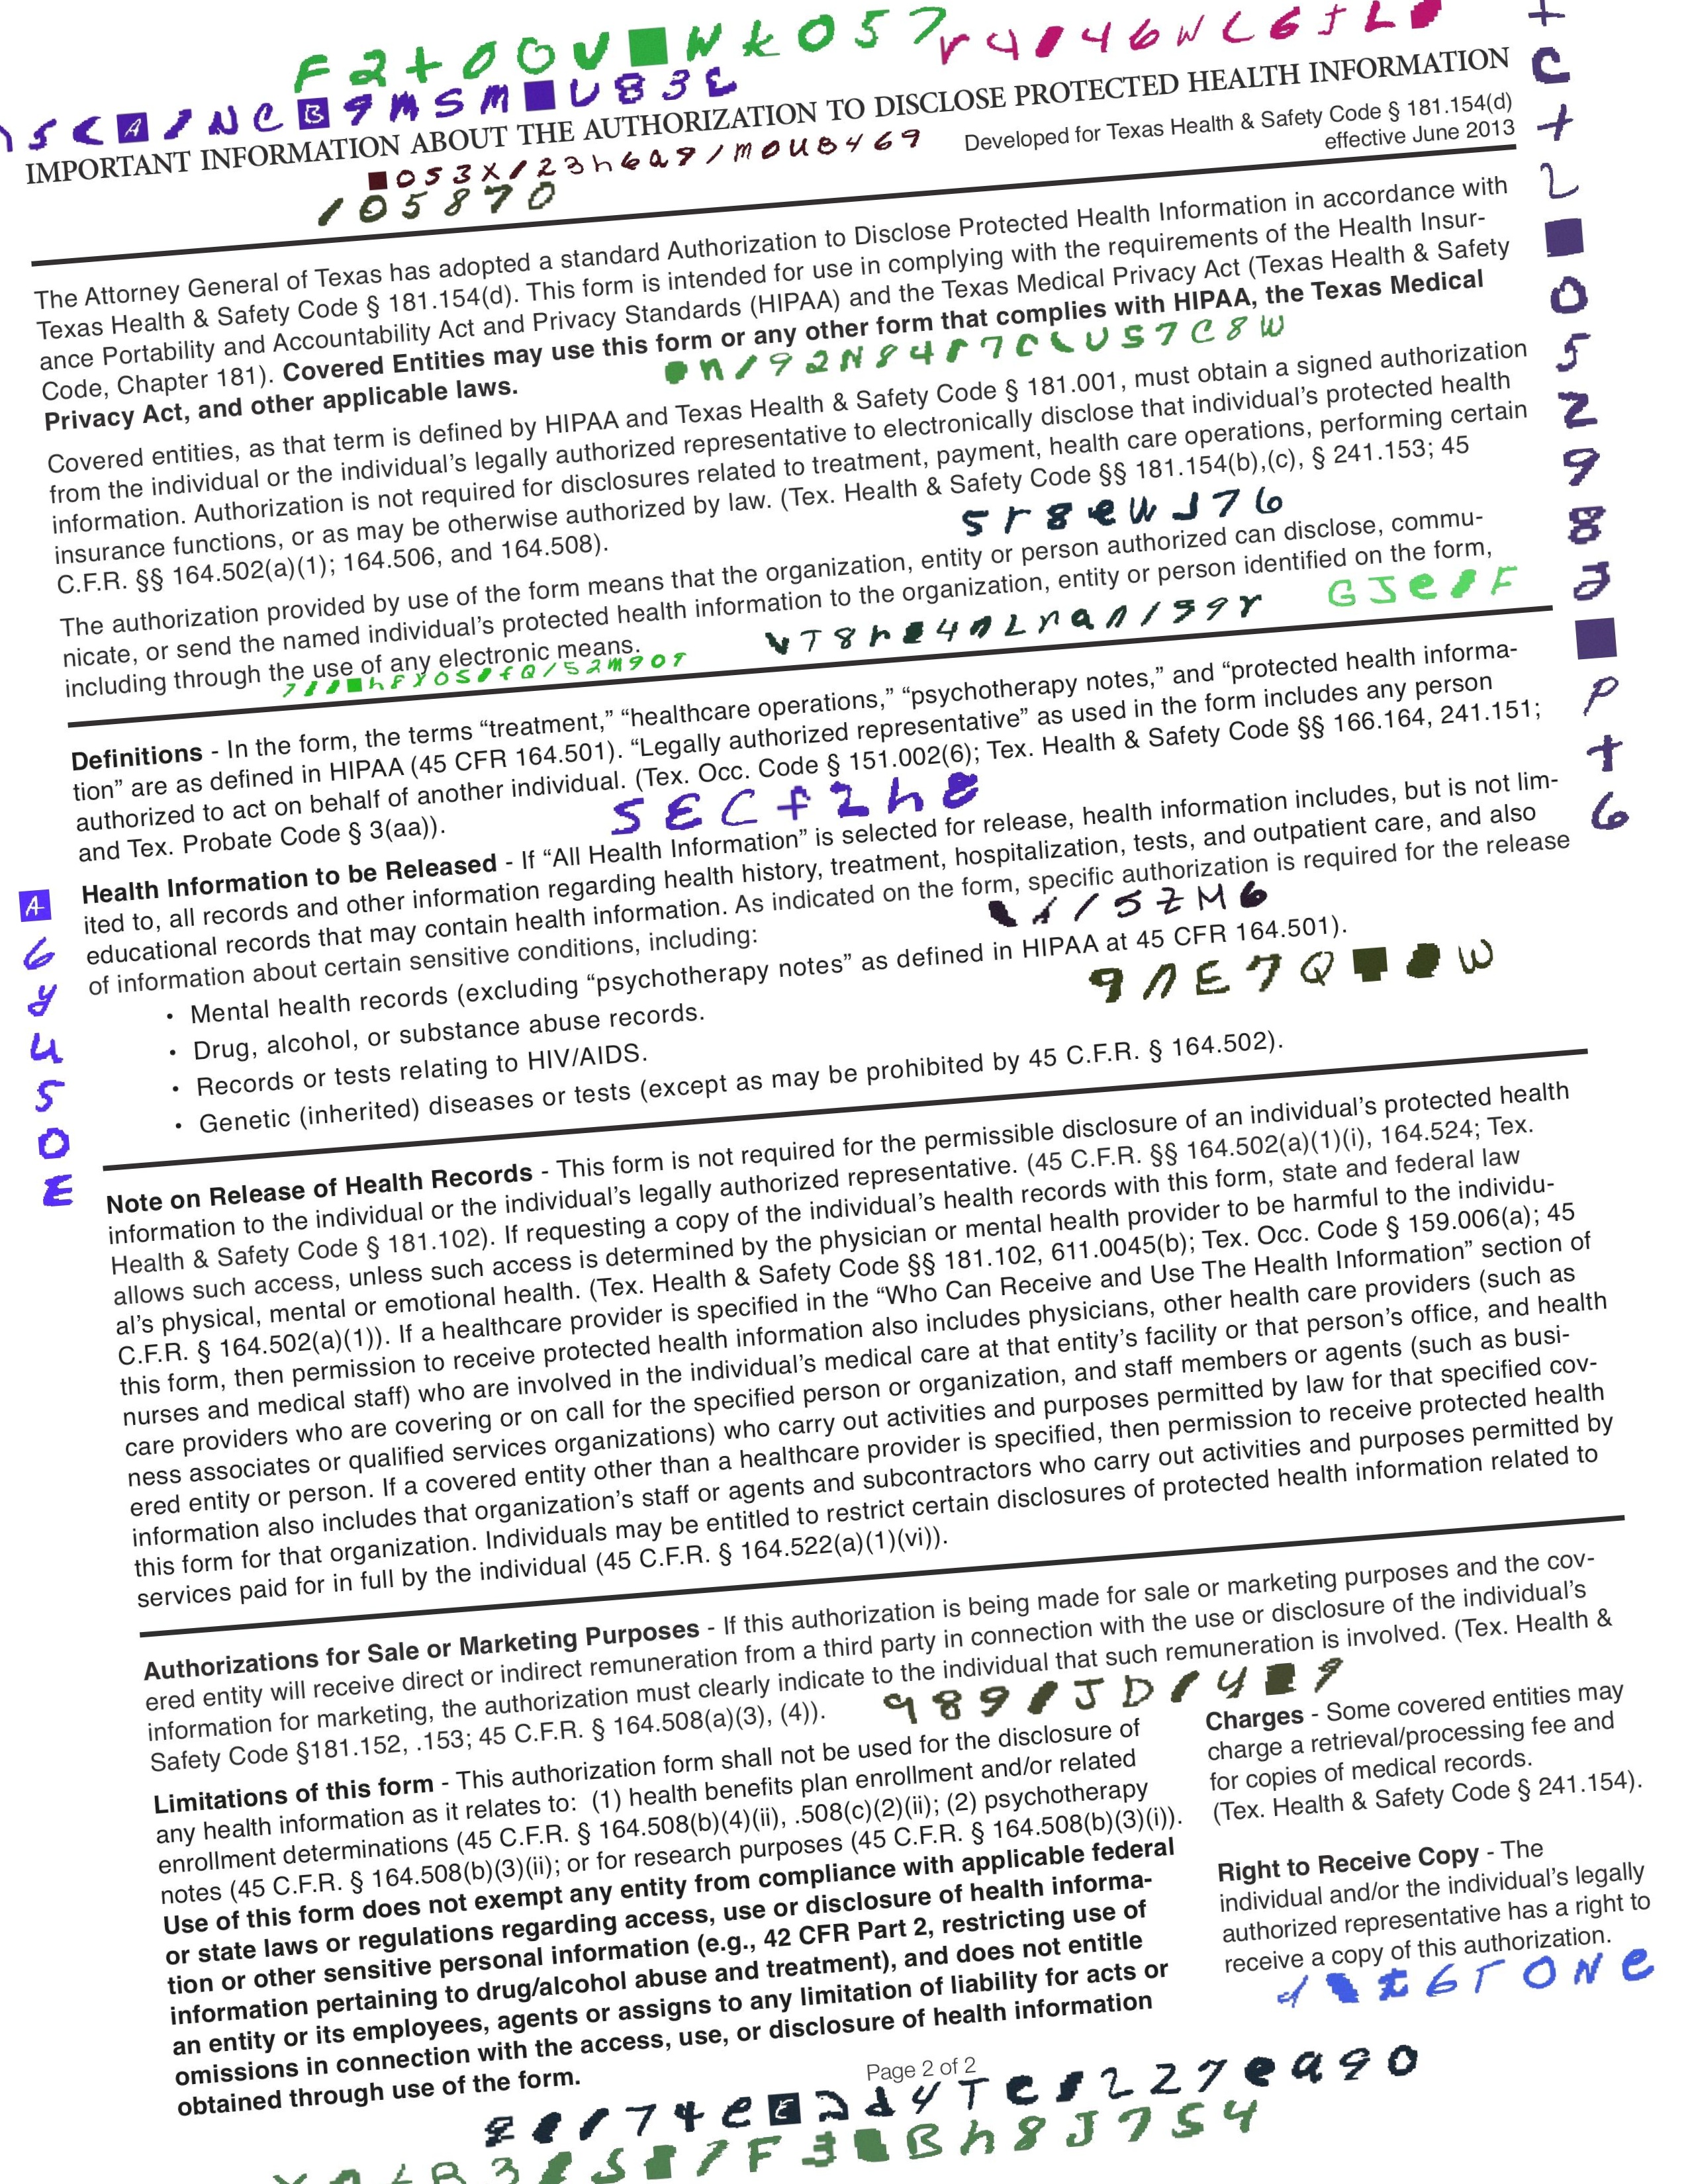 IMPORTANT INFORMATION ABOUT THE AUTHORIZATION TO DISCLOSE PROTECTED HEALTH INFORMATION
Developed for Texas Health & Safety Code § 181.154(d)
effective June 2013
105870
The Attorney General of Texas has adopted a standard Authorization to Disclose Protected Health Information in accordance with
Texas Health & Safety Code § 181.154(d). This form is intended for use in complying with the requirements of the Health Insur-
ance Portability and Accountability Act and Privacy Standards (HIPAA) and the Texas Medical Privacy Act (Texas Health & Safety
Code, Chapter 181). Covered Entities may use this form or any other form that complies with HIPAA, the Texas Medical
Privacy Act, and other applicable laws.
Covered entities, as that term is defined by HIPAA and Texas Health & Safety Code § 181.001, must obtain a signed authorization
from the individual or the individual's legally authorized representative to electronically disclose that individual's protected health
information. Authorization is not required for disclosures related to treatment, payment, health care operations, performing certain
insurance functions, or as may be otherwise authorized by law. (Tex. Health & Safety Code §§ 181.154(b),(c), § 241.153; 45
C.F.R. §§ 164.502(a)(1); 164.506, and 164.508).
5r8ewJ76
The authorization provided by use of the form means that the organization, entity or person authorized can disclose, commu-
nicate, or send the named individual's protected health information to the organization, entity or person identified on the form,
including through the use of any electronic means.
Definitions - In the form, the terms “treatment,” “healthcare operations,” “psychotherapy notes,” and “protected health informa-
tion” are as defined in HIPAA (45 CFR 164.501). “Legally authorized representative” as used in the form includes any person
authorized to act on behalf of another individual. (Tex. Occ. Code § 151.002(6); Tex. Health & Safety Code §§ 166.164, 241.151;
and Tex. Probate Code § 3(aa)).
SECf2h8
Health Information to be Released - If “All Health Information” is selected for release, health information includes, but is not lim-
ited to, all records and other information regarding health history, treatment, hospitalization, tests, and outpatient care, and also
educational records that may contain health information. As indicated on the form, specific authorization is required for the release
of information about certain sensitive conditions, including:
• Mental health records (excluding “psychotherapy notes” as defined in HIPAA at 45 CFR 164.501).
• Drug, alcohol, or substance abuse records.
• Records or tests relating to HIV/AIDS.
• Genetic (inherited) diseases or tests (except as may be prohibited by 45 C.F.R. § 164.502).
Note on Release of Health Records - This form is not required for the permissible disclosure of an individual's protected health
information to the individual or the individual's legally authorized representative. (45 C.F.R. §§ 164.502(a)(1)(i), 164.524; Tex.
Health & Safety Code § 181.102). If requesting a copy of the individual's health records with this form, state and federal law
allows such access, unless such access is determined by the physician or mental health provider to be harmful to the individu-
al's physical, mental or emotional health. (Tex. Health & Safety Code §§ 181.102, 611.0045(b); Tex. Occ. Code § 159.006(a); 45
C.F.R. § 164.502(a)(1)). If a healthcare provider is specified in the “Who Can Receive and Use The Health Information” section of
this form, then permission to receive protected health information also includes physicians, other health care providers (such as
nurses and medical staff) who are involved in the individual's medical care at that entity's facility or that person's office, and health
care providers who are covering or on call for the specified person or organization, and staff members or agents (such as busi-
ness associates or qualified services organizations) who carry out activities and purposes permitted by law for that specified cov-
ered entity or person. If a covered entity other than a healthcare provider is specified, then permission to receive protected health
information also includes that organization's staff or agents and subcontractors who carry out activities and purposes permitted by
this form for that organization. Individuals may be entitled to restrict certain disclosures of protected health information related to
services paid for in full by the individual (45 C.F.R. § 164.522(a)(1)(vi)).
Authorizations for Sale or Marketing Purposes - If this authorization is being made for sale or marketing purposes and the cov-
ered entity will receive direct or indirect remuneration from a third party in connection with the use or disclosure of the individual's
information for marketing, the authorization must clearly indicate to the individual that such remuneration is involved. (Tex. Health &
Safety Code §181.152, .153; 45 C.F.R. § 164.508(a)(3), (4)).
Limitations of this form - This authorization form shall not be used for the disclosure of
any health information as it relates to: (1) health benefits plan enrollment and/or related
enrollment determinations (45 C.F.R. § 164.508(b)(4)(ii), .508(c)(2)(ii); (2) psychotherapy
notes (45 C.F.R. § 164.508(b)(3)(ii); or for research purposes (45 C.F.R. § 164.508(b)(3)(i)).
Use of this form does not exempt any entity from compliance with applicable federal
or state laws or regulations regarding access, use or disclosure of health informa-
tion or other sensitive personal information (e.g., 42 CFR Part 2, restricting use of
information pertaining to drug/alcohol abuse and treatment), and does not entitle
an entity or its employees, agents or assigns to any limitation of liability for acts or
omissions in connection with the access, use, or disclosure of health information
obtained through use of the form.
Charges - Some covered entities may
charge a retrieval/processing fee and
for copies of medical records.
(Tex. Health & Safety Code § 241.154).
Right to Receive Copy - The
individual and/or the individual's legally
authorized representative has a right to
receive a copy of this authorization.
Page 2 of 2